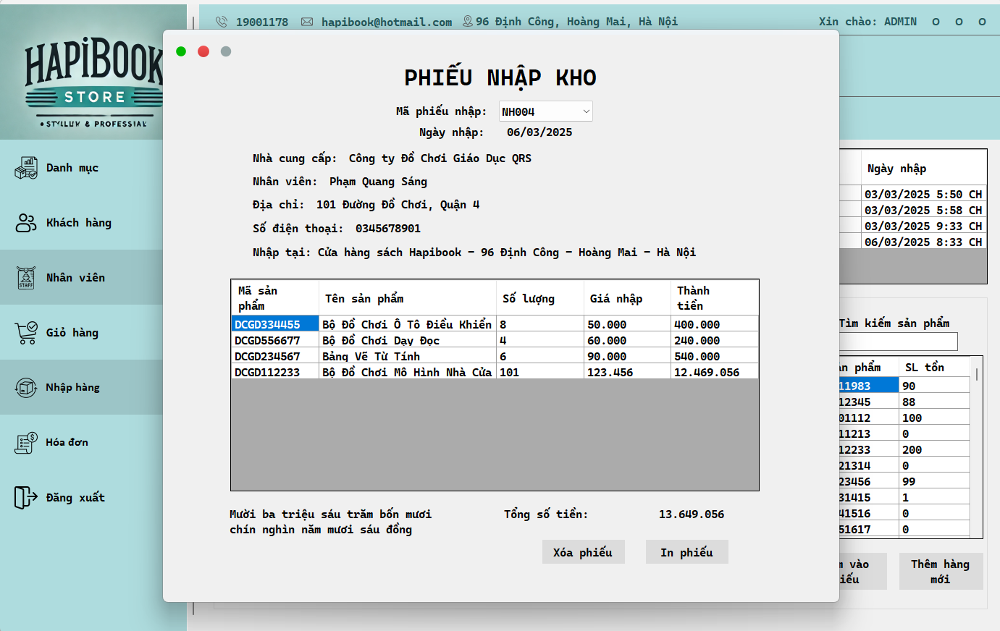 HAPiBOOK
STORE
19001178
hapibook@hotmail.com
96 Định Công, Hoàng Mai, Hà Nội
Xin chào: ADMIN O O O
Danh mục
Khách hàng
Nhân viên
Giỏ hàng
Nhập hàng
Hóa đơn
Đăng xuất
PHIẾU NHẬP KHO
Mã phiếu nhập: NH004
Ngày nhập: 06/03/2025
Nhà cung cấp: Công ty Đồ Chơi Giáo Dục QRS
Nhân viên: Phạm Quang Sáng
Địa chỉ: 101 Đường Đồ Chơi, Quận 4
Số điện thoại: 0345678901
Nhập tại: Cửa hàng sách Hapibook - 96 Định Công - Hoàng Mai - Hà Nội
Mã sản phẩm Tên sản phẩm Số lượng Giá nhập Thành tiền
DCGD334455 Bộ Đồ Chơi Ô Tô Điều Khiển 8 50.000 400.000
DCGD556677 Bộ Đồ Chơi Dạy Đọc 4 60.000 240.000
DCGD234567 Bảng Vẽ Từ Tính 6 90.000 540.000
DCGD112233 Bộ Đồ Chơi Mô Hình Nhà Cửa 101 123.456 12.469.056
Mười ba triệu sáu trăm bốn mươi
chín nghìn năm mươi sáu đồng
Tổng số tiền: 13.649.056
Xóa phiếu
In phiếu
Ngày nhập
03/03/2025 5:50 CH
03/03/2025 5:58 CH
03/03/2025 9:33 CH
06/03/2025 8:33 CH
Tìm kiếm sản phẩm
phẩm SL tồn
11983 90
12345 88
01112 100
11213 0
12233 200
21314 0
23456 99
31415 1
41516 0
51617 0
vào
Thêm hàng
mới